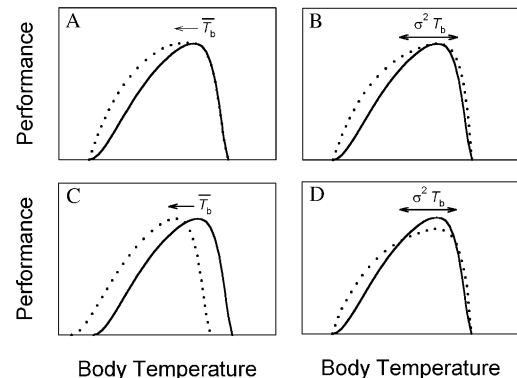 A
← T̅b
B
σ² Tb
Performance
C
← T̅b
D
σ² Tb
Performance
Body Temperature
Body Temperature